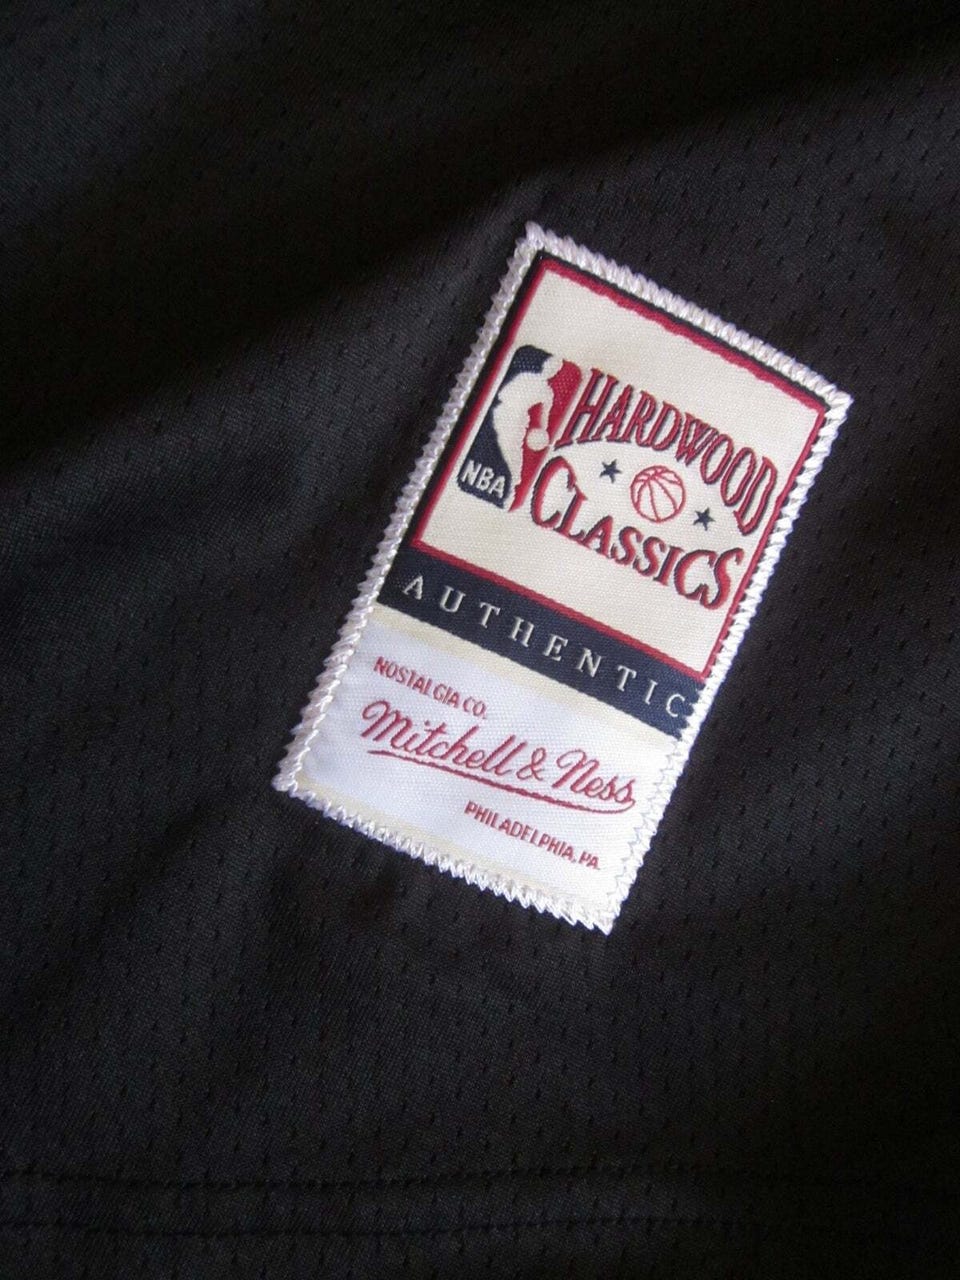 NBA
HARDWOOD
CLASSICS
AUTHENTIC
NOSTALGIA CO.
Mitchell & Ness
PHILADELPHIA, PA.